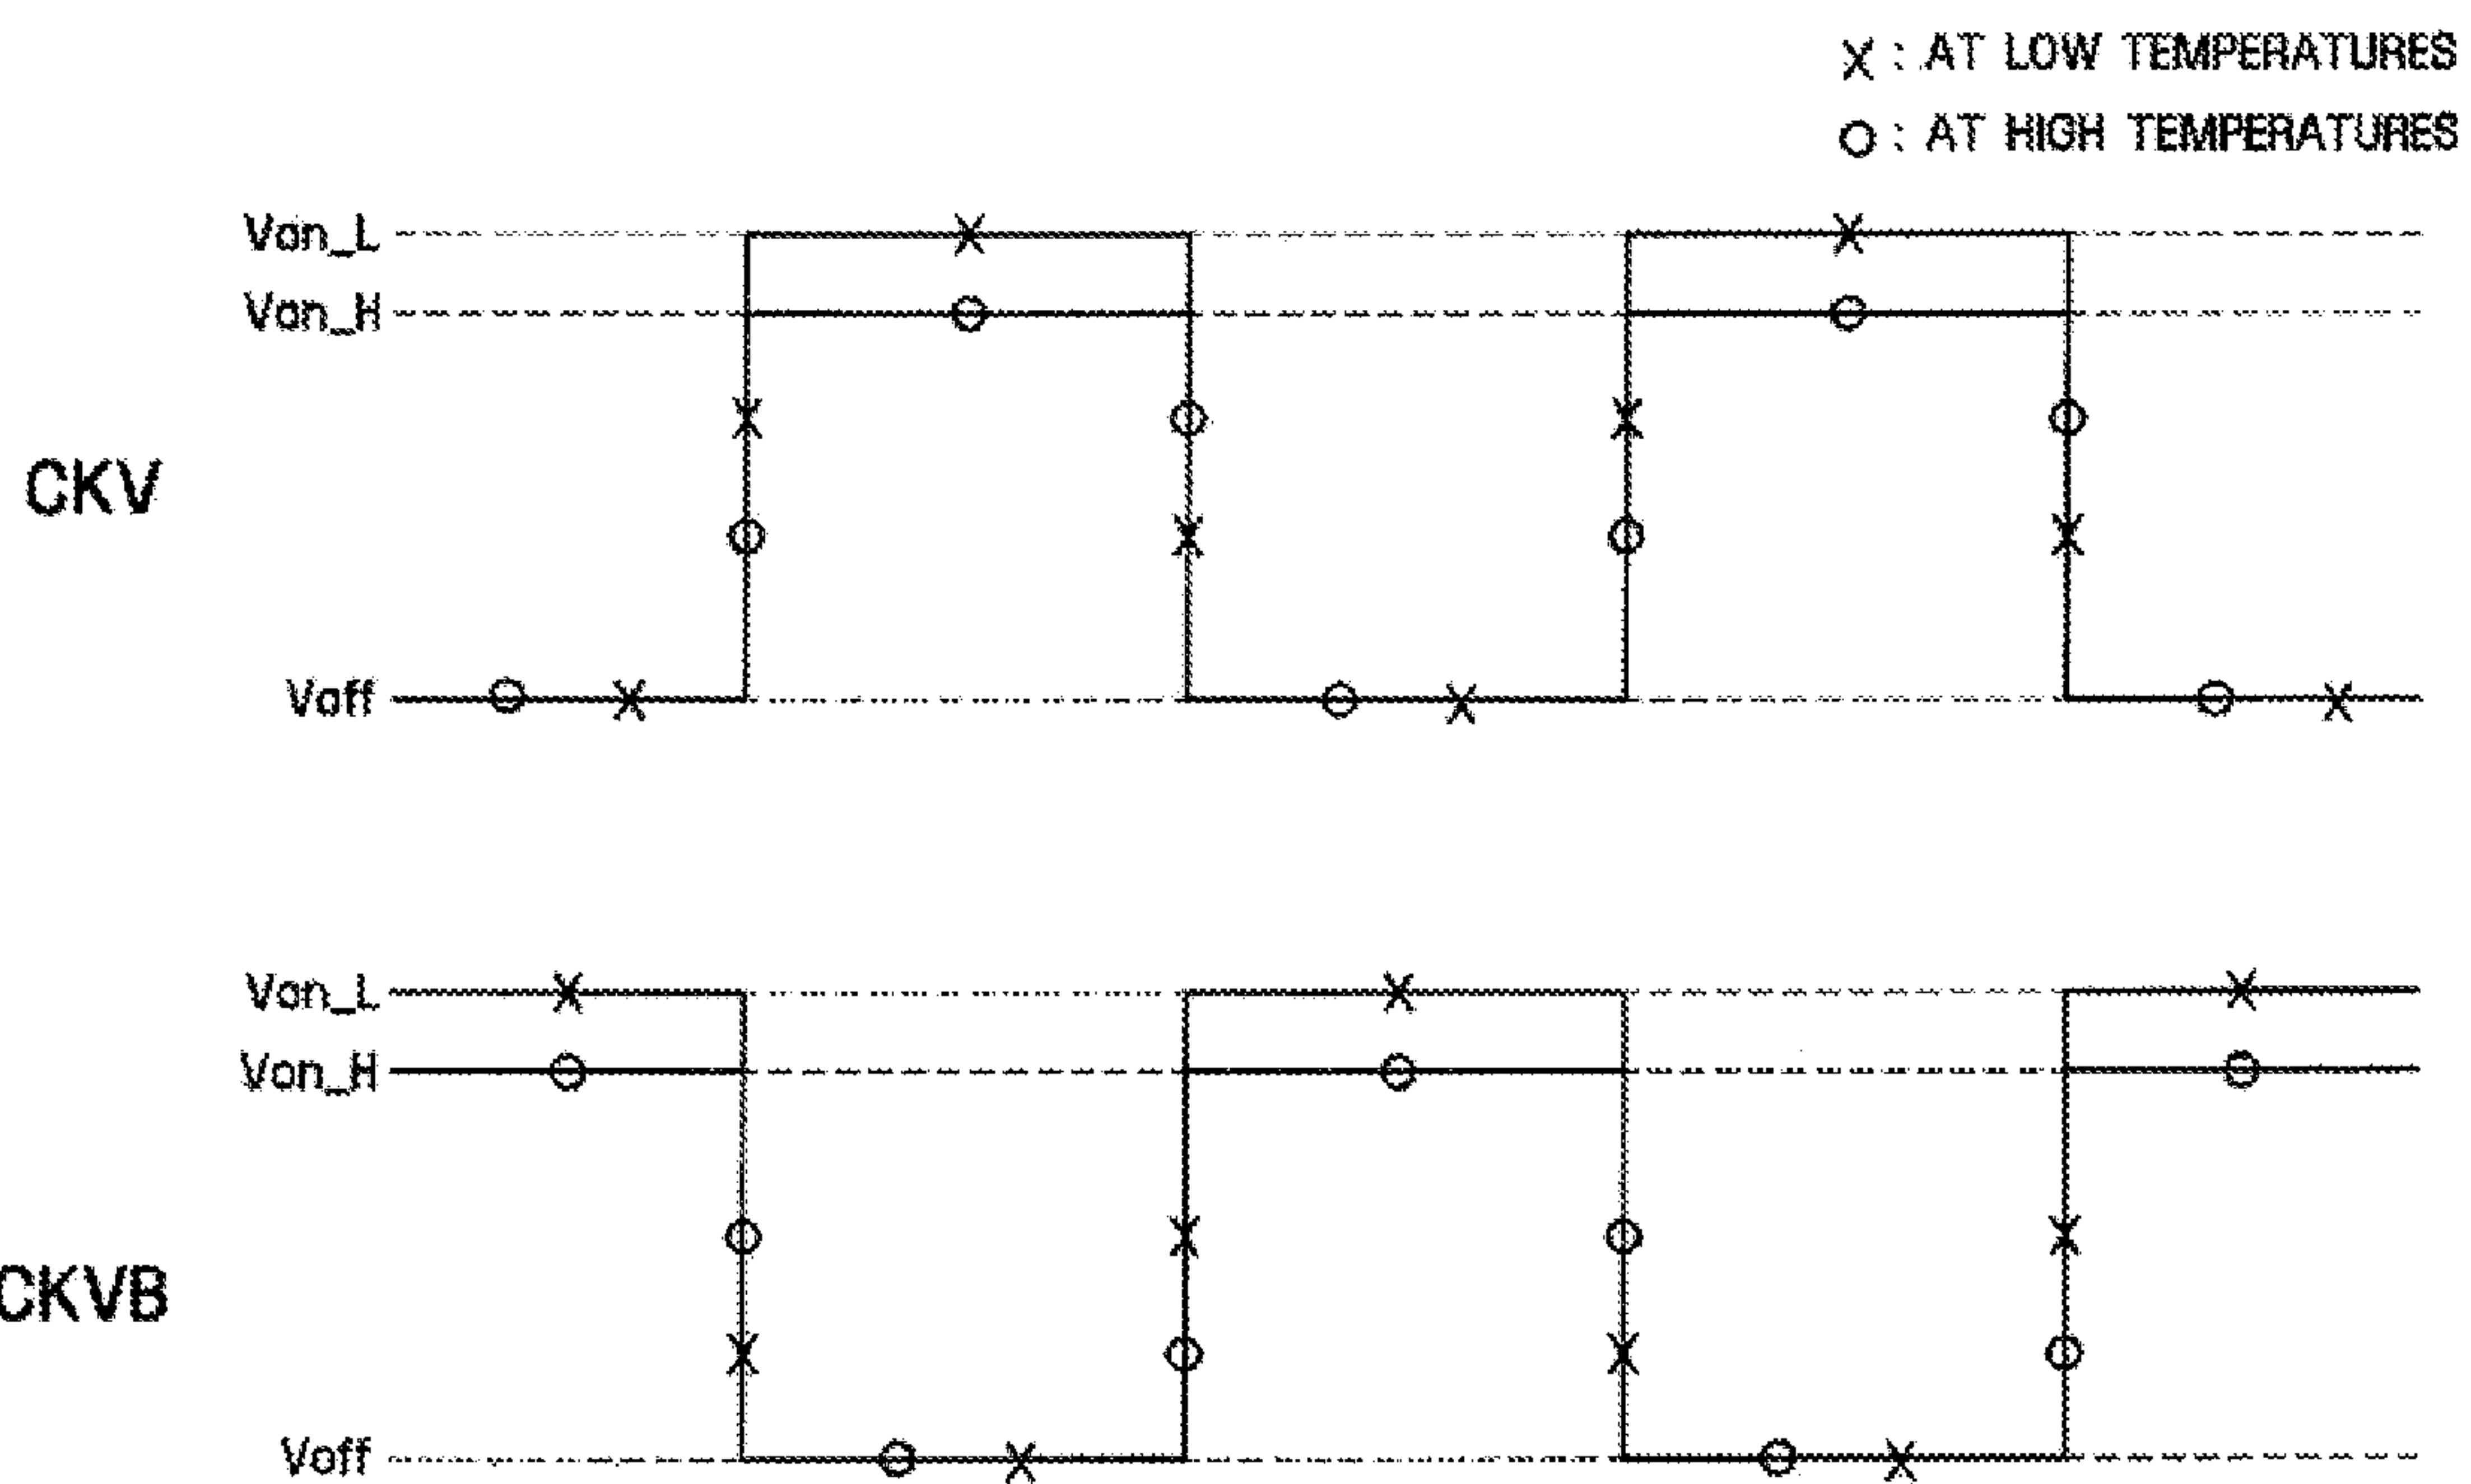 X : AT LOW TEMPERATURES
O : AT HIGH TEMPERATURES
Von_L
Von_H
CKV
Voff
Von_L
Von_H
CKVB
Voff